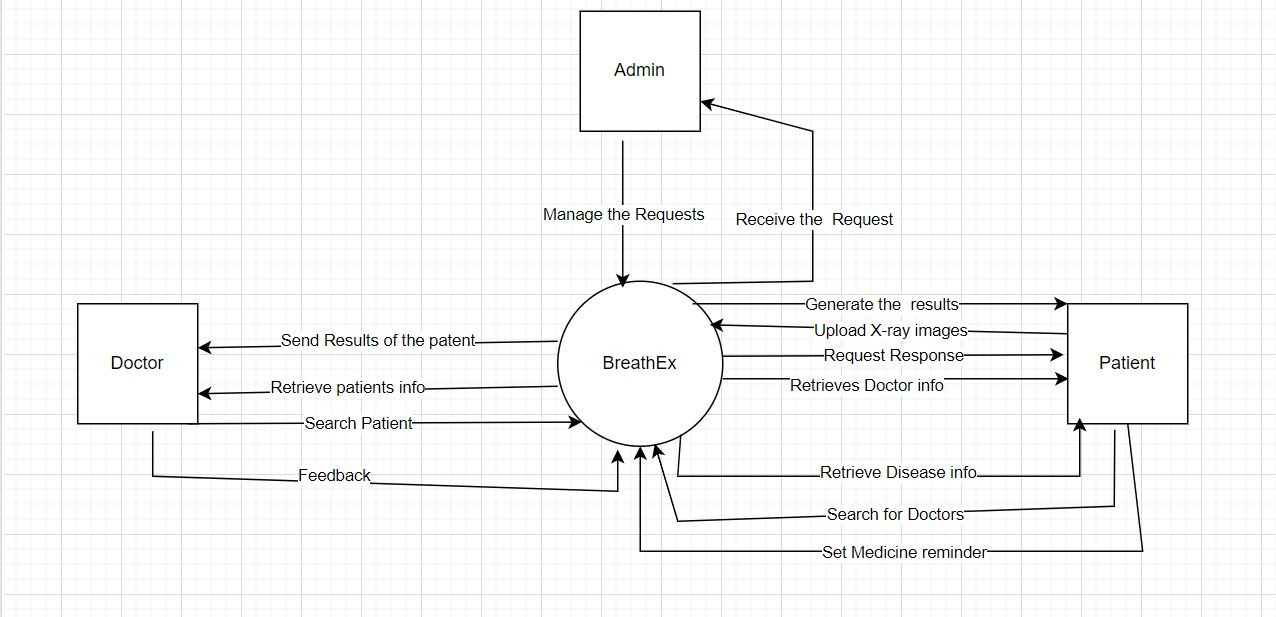 Admin
Manage the Requests
Receive the Request
Generate the results
Upload X-ray images
Send Results of the patent
Request Response
Doctor
BreathEx
Patient
Retrieve patients info
Retrieves Doctor info
Search Patient
Feedback
Retrieve Disease info
Search for Doctors
Set Medicine reminder